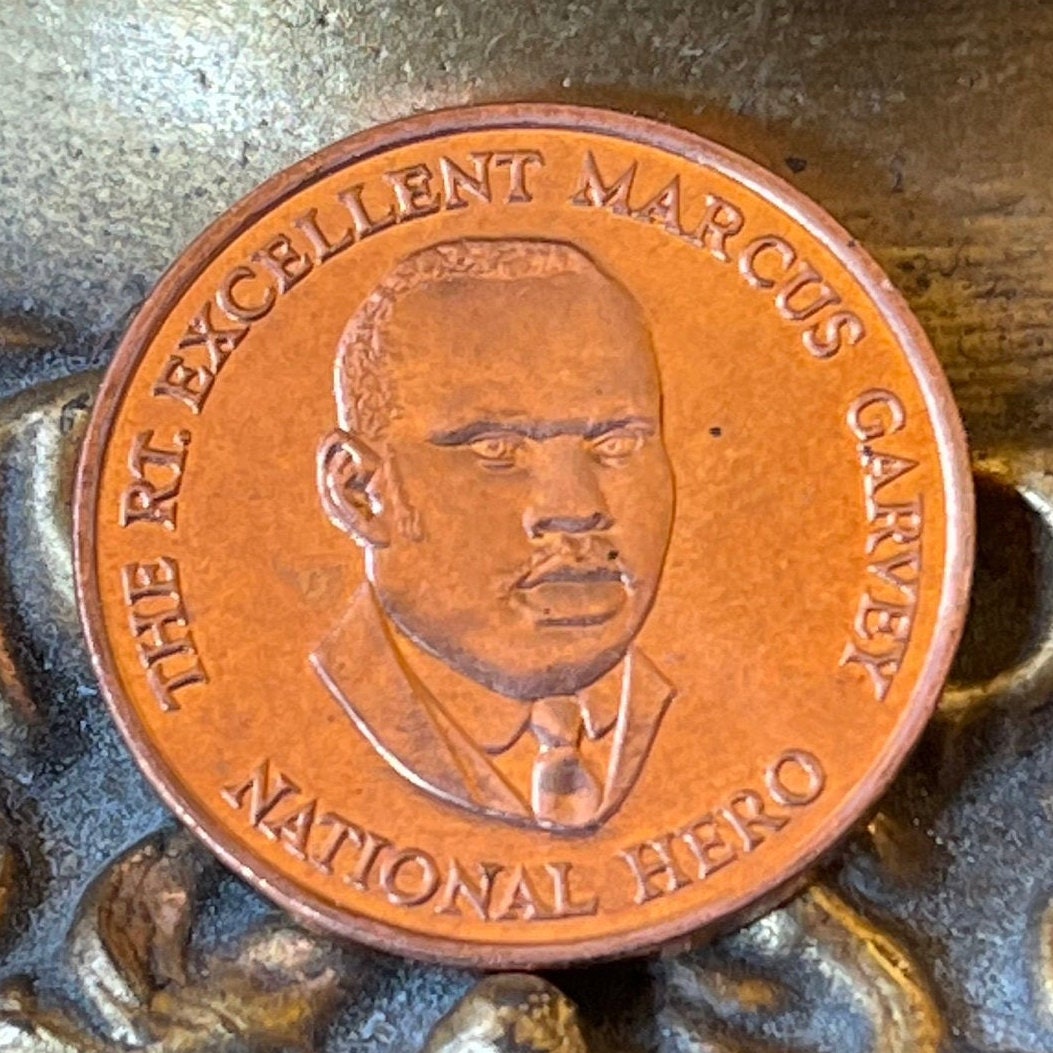 THE RT. EXCELLENT MARCUS GARVEY
NATIONAL HERO